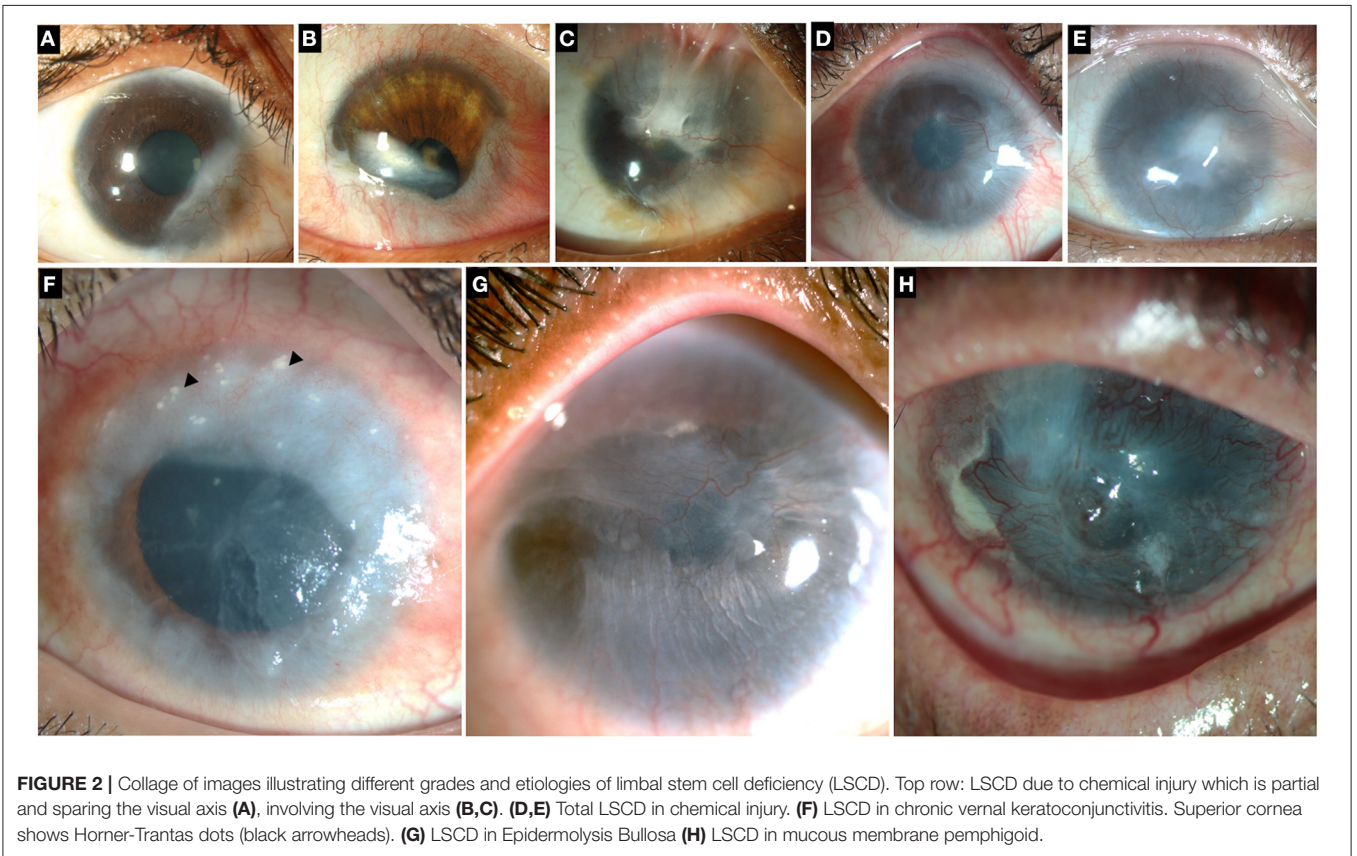 A
B
C
D
E
F
G
H
FIGURE 2 | Collage of images illustrating different grades and etiologies of limbal stem cell deficiency (LSCD). Top row: LSCD due to chemical injury which is partial
and sparing the visual axis (A), involving the visual axis (B,C). (D,E) Total LSCD in chemical injury. (F) LSCD in chronic vernal keratoconjunctivitis. Superior cornea
shows Horner-Trantas dots (black arrowheads). (G) LSCD in Epidermolysis Bullosa (H) LSCD in mucous membrane pemphigoid.